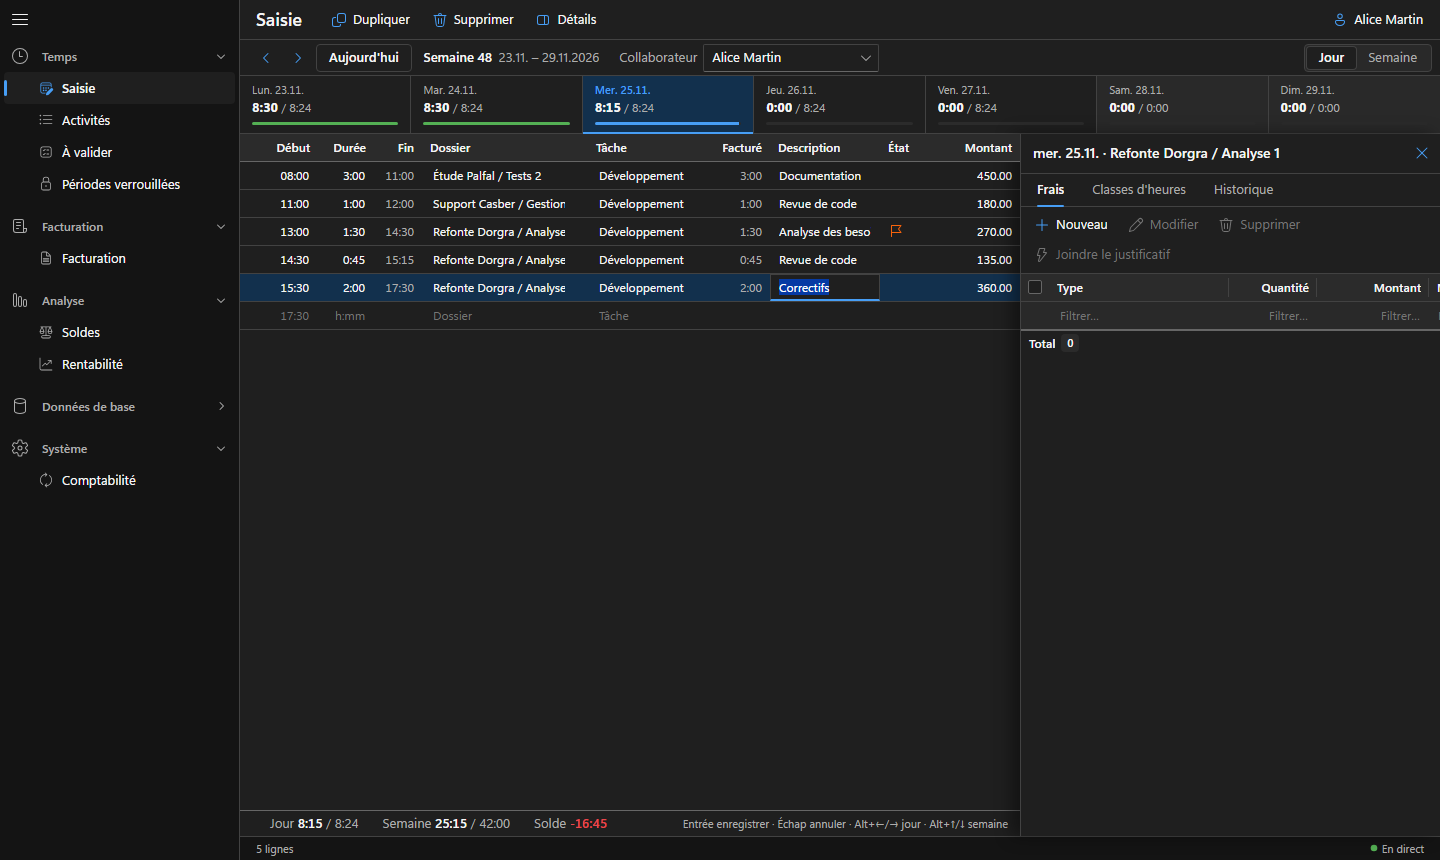 Saisie Dupliquer Supprimer Détails Alice Martin
Temps
Saisie
Activités
À valider
Périodes verrouillées
Facturation
Facturation
Analyse
Soldes
Rentabilité
Données de base
Système
Comptabilité
Aujourd'hui Semaine 48 23.11. – 29.11.2026 Collaborateur Alice Martin Jour Semaine
Lun. 23.11. Mar. 24.11. Mer. 25.11. Jeu. 26.11. Ven. 27.11. Sam. 28.11. Dim. 29.11.
8:30 / 8:24 8:30 / 8:24 8:15 / 8:24 0:00 / 8:24 0:00 / 8:24 0:00 / 0:00 0:00 / 0:00
Début Durée Fin Dossier Tâche Facturé Description État Montant
08:00 3:00 11:00 Étude Palfal / Tests 2 Développement 3:00 Documentation 450.00
11:00 1:00 12:00 Support Casber / Gestion Développement 1:00 Revue de code 180.00
13:00 1:30 14:30 Refonte Dorgra / Analyse Développement 1:30 Analyse des beso 270.00
14:30 0:45 15:15 Refonte Dorgra / Analyse Développement 0:45 Revue de code 135.00
15:30 2:00 17:30 Refonte Dorgra / Analyse Développement 2:00 Correctifs 360.00
17:30 h:mm Dossier Tâche
mer. 25.11. · Refonte Dorgra / Analyse 1
Frais Classes d'heures Historique
Nouveau Modifier Supprimer
Joindre le justificatif
Type Quantité Montant
Filtrer... Filtrer... Filtrer...
Total 0
Jour 8:15 / 8:24 Semaine 25:15 / 42:00 Solde -16:45 Entrée enregistrer · Échap annuler · Alt+←/→ jour · Alt+↑/↓ semaine
5 lignes En direct